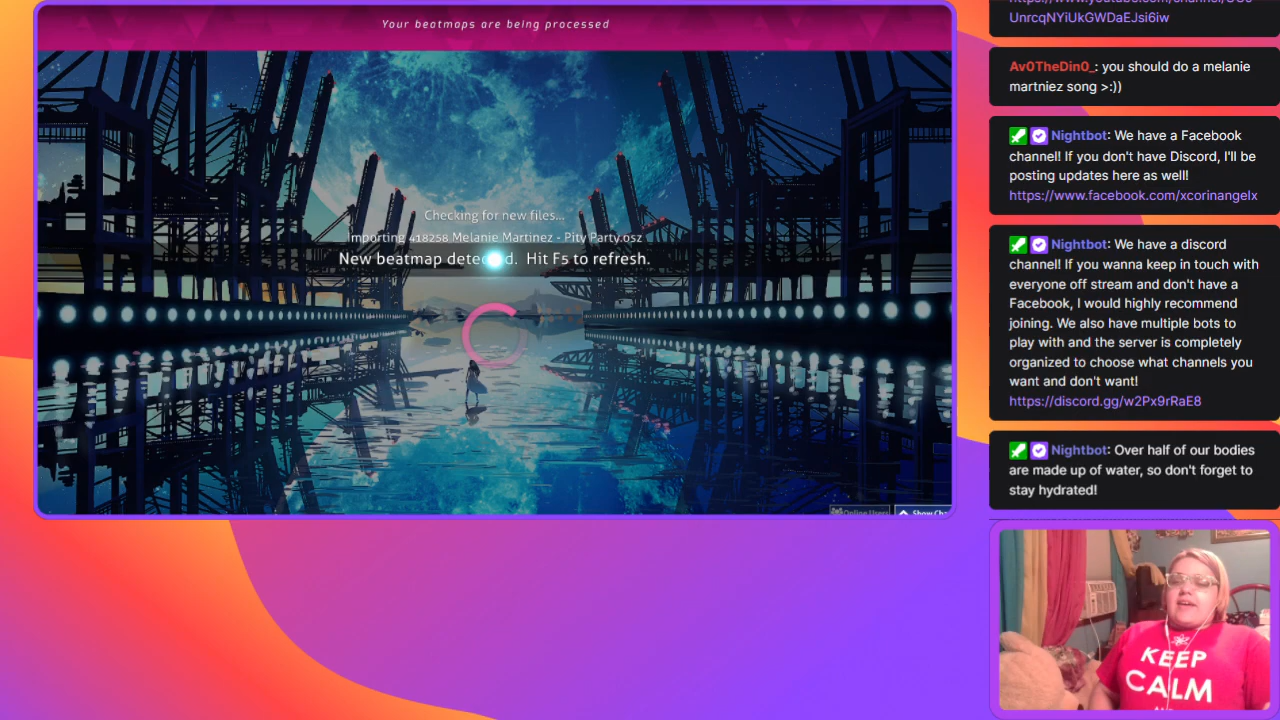 Your beatmaps are being processed
Checking for new files...
Importing 418258 Melanie Martinez - Pity Party.osz
New beatmap detected. Hit F5 to refresh.
Online Users
Show Cha
UnrcqNYiUkGWDaEJsi6iw
Av0TheDin0_: you should do a melanie
martniez song >:))
Nightbot: We have a Facebook
channel! If you don't have Discord, I'll be
posting updates here as well!
https://www.facebook.com/xcorinangelx
Nightbot: We have a discord
channel! If you wanna keep in touch with
everyone off stream and don't have a
Facebook, I would highly recommend
joining. We also have multiple bots to
play with and the server is completely
organized to choose what channels you
want and don't want!
https://discord.gg/w2Px9rRaE8
Nightbot: Over half of our bodies
are made up of water, so don't forget to
stay hydrated!
KEEP
CALM